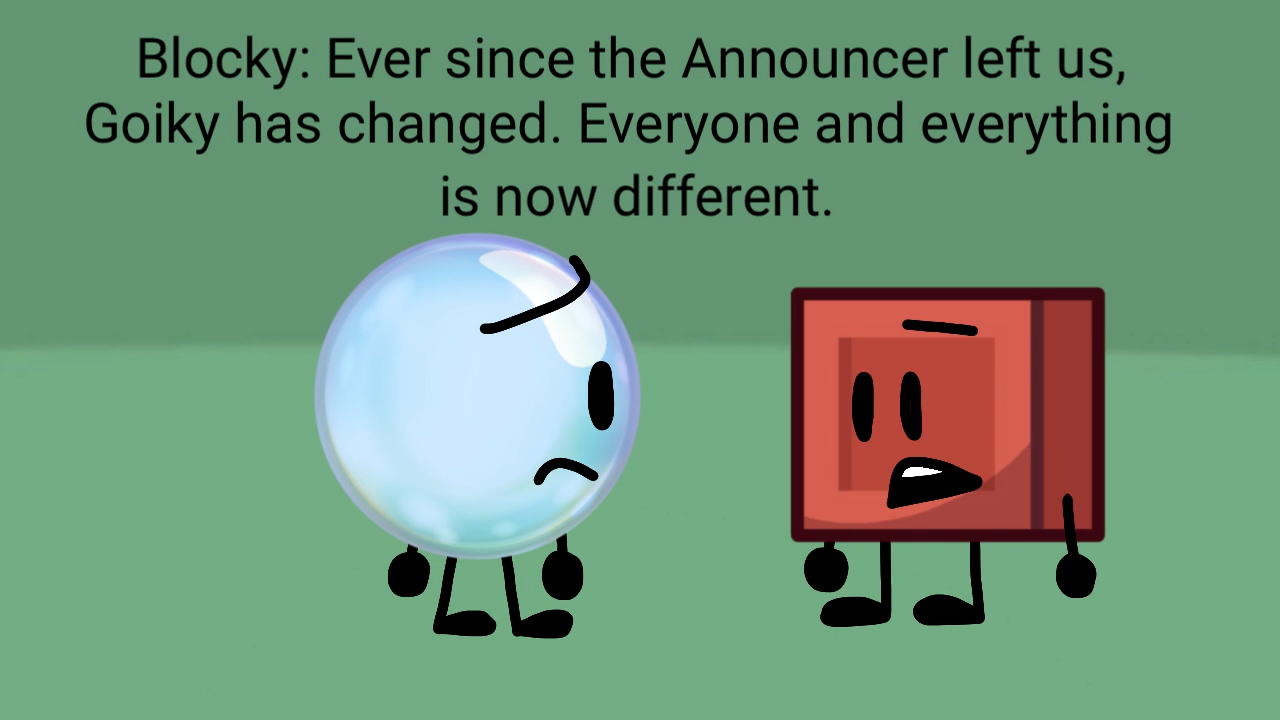 Blocky: Ever since the Announcer left us,
Goiky has changed. Everyone and everything
is now different.